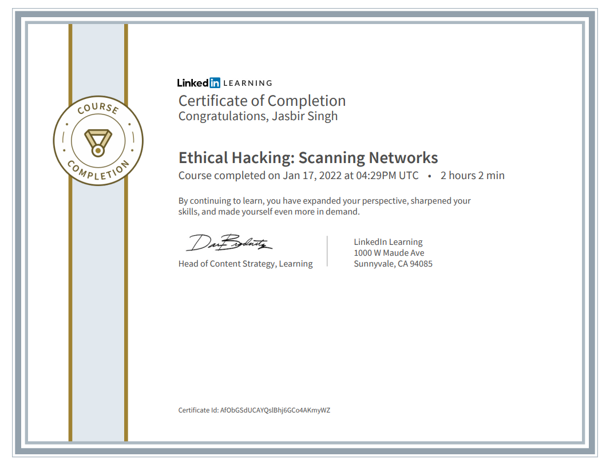 COURSE
COMPLETION
Linked in LEARNING
Certificate of Completion
Congratulations, Jasbir Singh
Ethical Hacking: Scanning Networks
Course completed on Jan 17, 2022 at 04:29PM UTC • 2 hours 2 min
By continuing to learn, you have expanded your perspective, sharpened your
skills, and made yourself even more in demand.
Head of Content Strategy, Learning
LinkedIn Learning
1000 W Maude Ave
Sunnyvale, CA 94085
Certificate Id: AfObGSdUCAYQslBhj6GCo4AKmyWZ